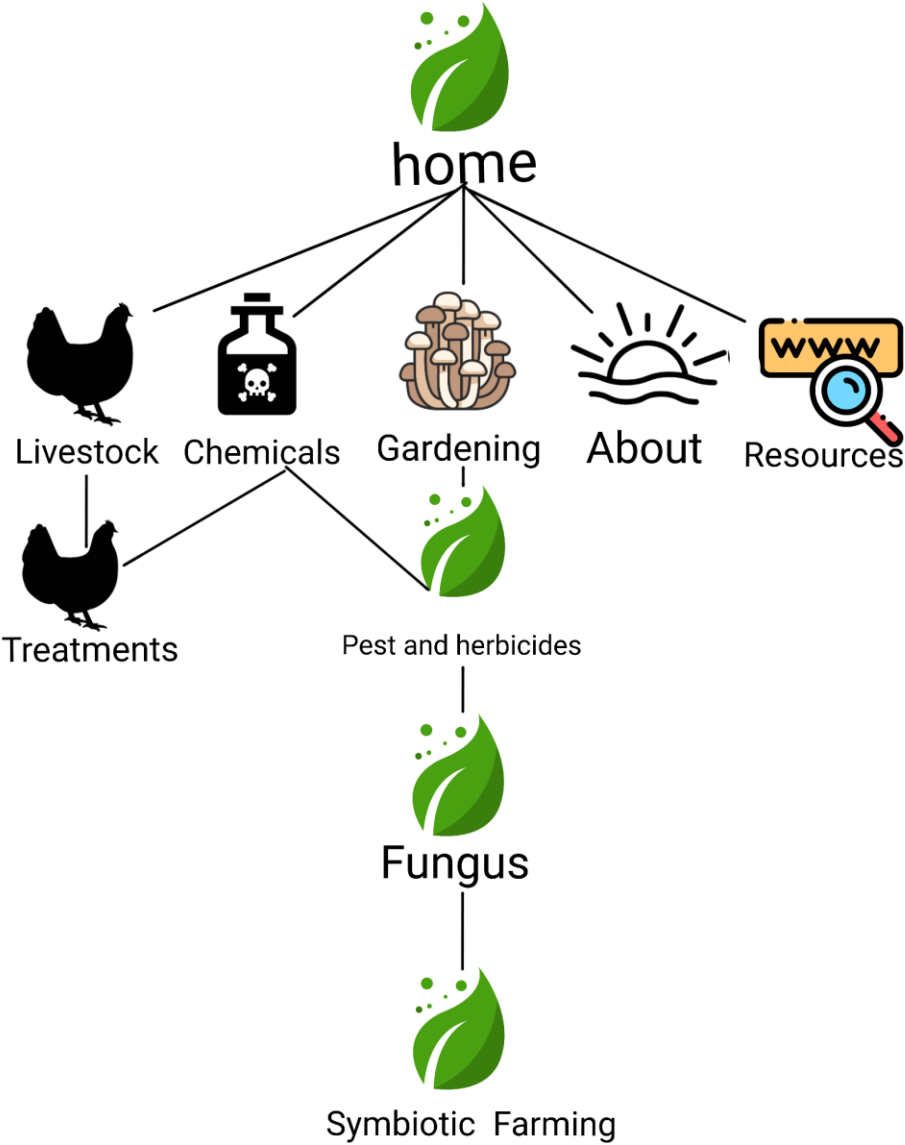 home
www
Livestock
Chemicals
Gardening
About
Resources
Treatments
Pest and herbicides
Fungus
Symbiotic Farming